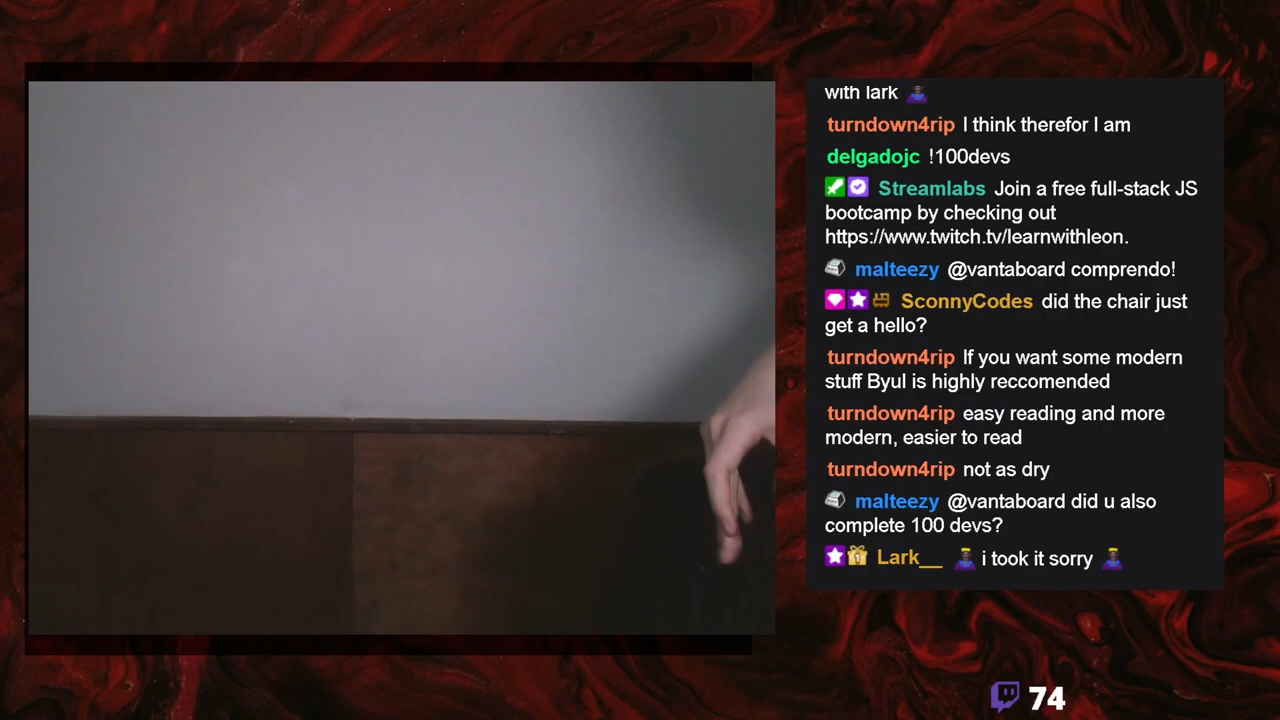 with lark
turndown4rip I think therefor I am
delgadojc !100devs
Streamlabs Join a free full-stack JS
bootcamp by checking out
https://www.twitch.tv/learnwithleon.
malteezy @vantaboard comprendo!
SconnyCodes did the chair just
get a hello?
turndown4rip If you want some modern
stuff Byul is highly reccomended
turndown4rip easy reading and more
modern, easier to read
turndown4rip not as dry
malteezy @vantaboard did u also
complete 100 devs?
Lark__ i took it sorry
74